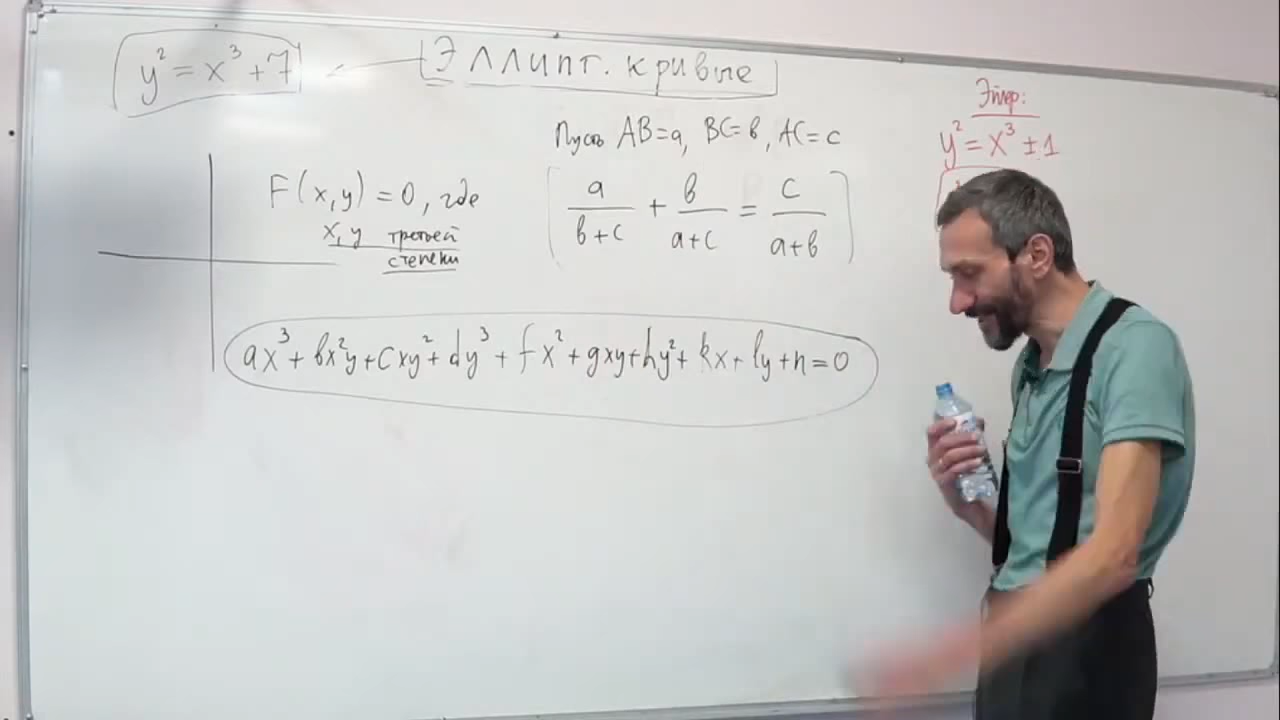 y² = x³ + 7
Эллипт. кривые
Пусть AB=a, BC=b, AC=c
a/(b+c) + b/(a+c) = c/(a+b)
F(x,y) = 0, где
x, y третьей
степени
ax³ + bx²y + cxy² + dy³ + fx² + gxy + hy² + kx + ly + n = 0
y² = x³ ± 1